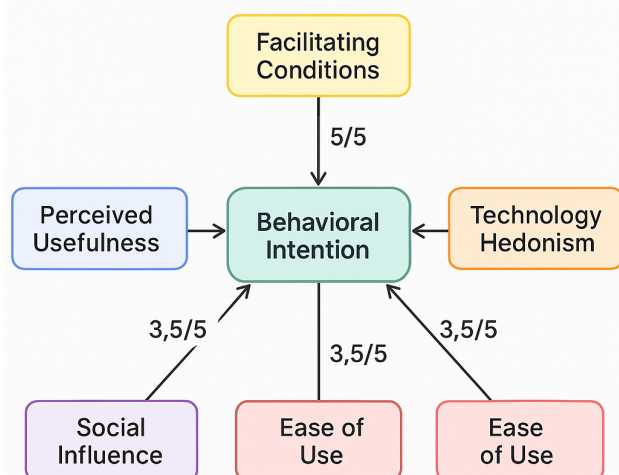 Facilitating
Conditions
5/5
Perceived
Usefulness
Behavioral
Intention
Technology
Hedonism
3,5/5
3,5/5
3,5/5
Social
Influence
Ease of
Use
Ease
of Use